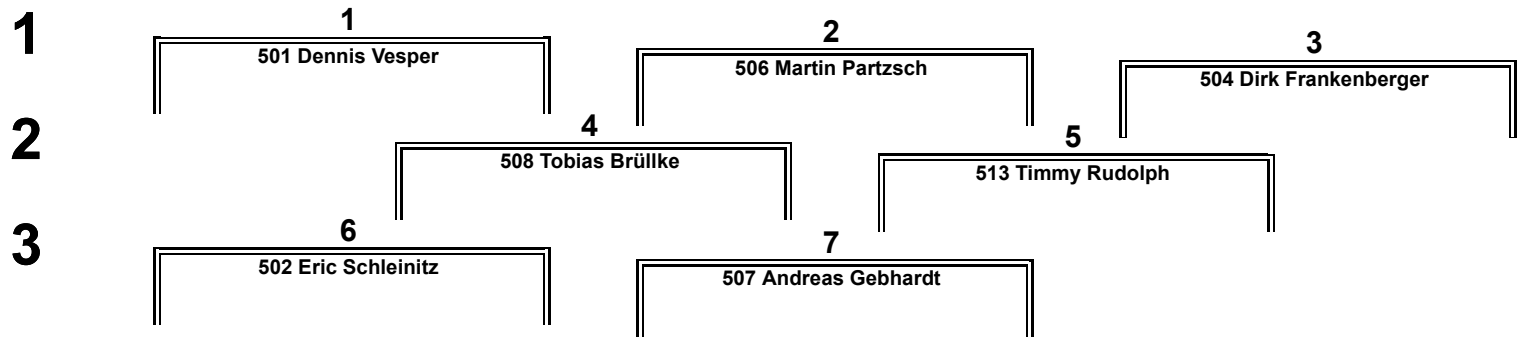 1
1
501 Dennis Vesper
2
506 Martin Partzsch
3
504 Dirk Frankenberger
2
4
508 Tobias Brüllke
5
513 Timmy Rudolph
3
6
502 Eric Schleinitz
7
507 Andreas Gebhardt